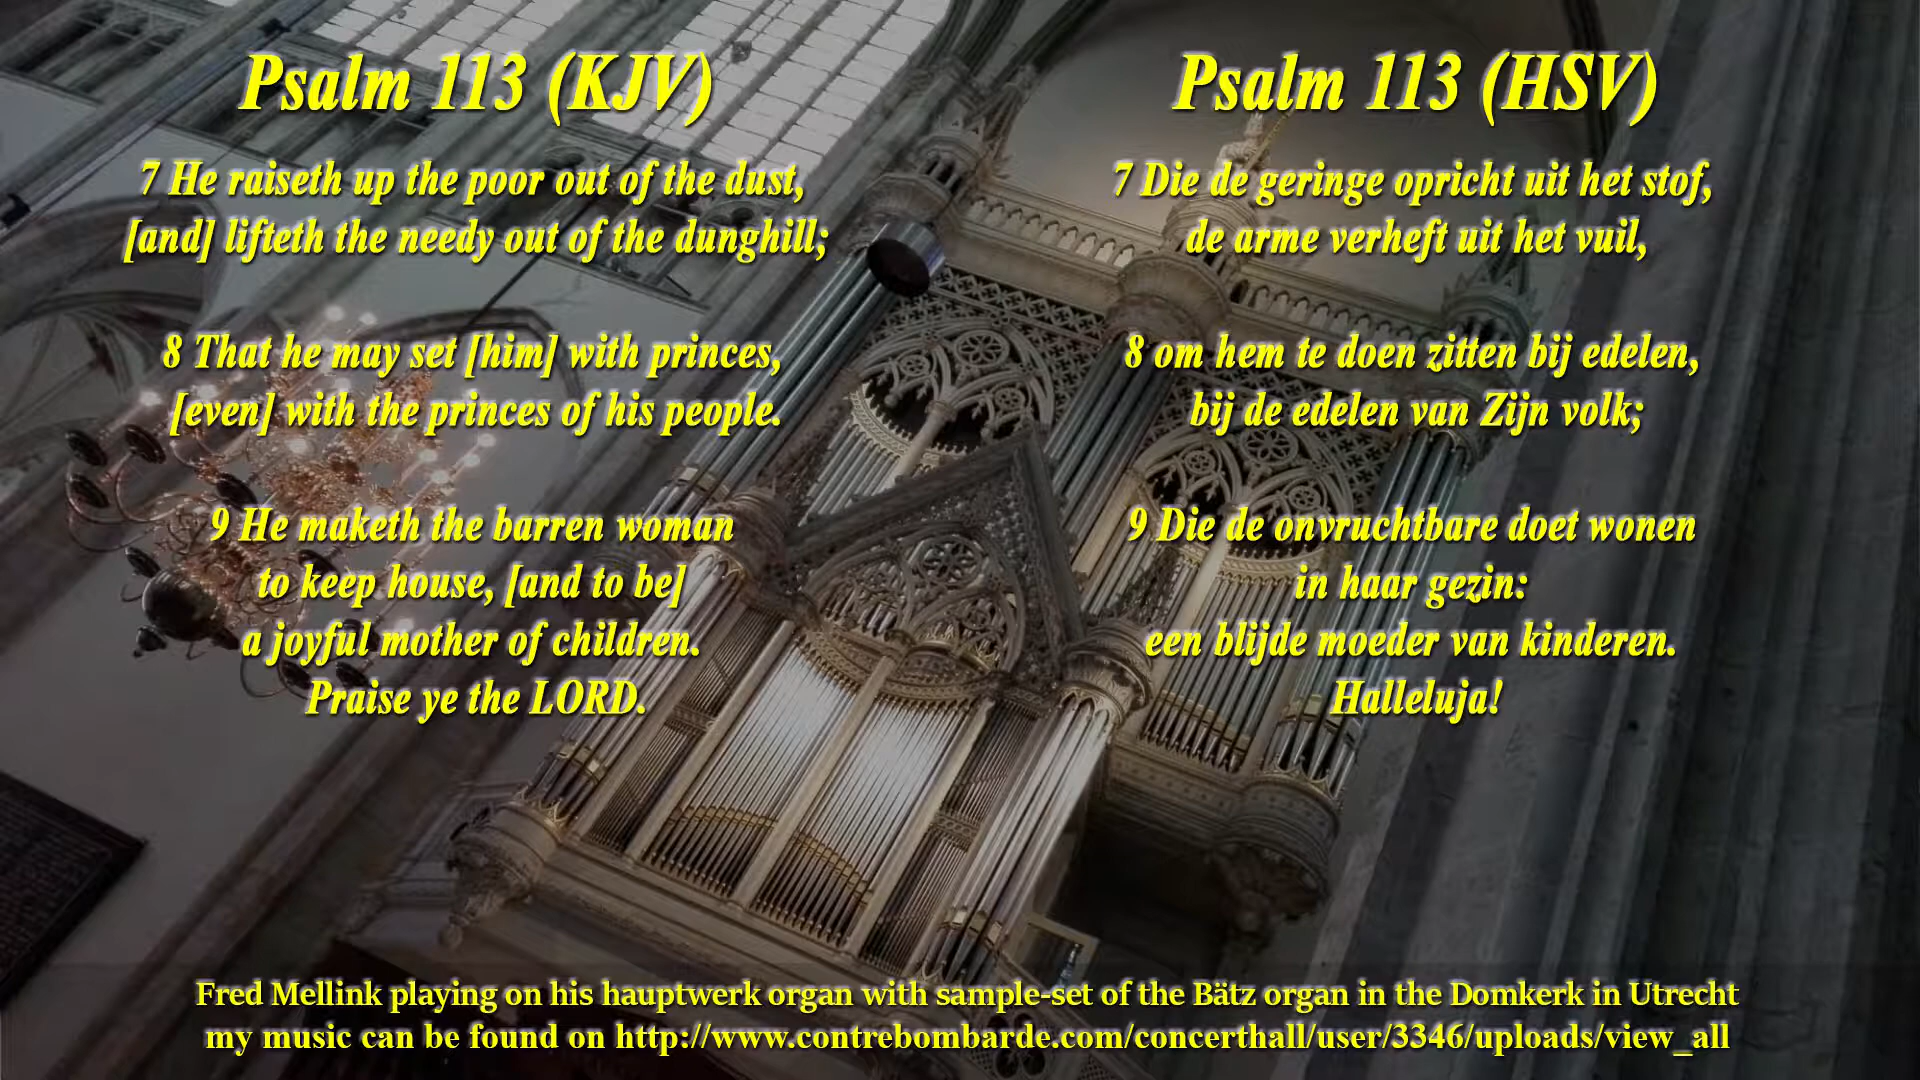 Psalm 113 (KJV)
7 He raiseth up the poor out of the dust,
[and] lifteth the needy out of the dunghill;
8 That he may set [him] with princes,
[even] with the princes of his people.
9 He maketh the barren woman
to keep house, [and to be]
a joyful mother of children.
Praise ye the LORD.
Psalm 113 (HSV)
7 Die de geringe opricht uit het stof,
de arme verheft uit het vuil,
8 om hem te doen zitten bij edelen,
bij de edelen van Zijn volk;
9 Die de onvruchtbare doet wonen
in haar gezin:
een blijde moeder van kinderen.
Halleluja!
Fred Mellink playing on his hauptwerk organ with sample-set of the Bätz organ in the Domkerk in Utrecht
my music can be found on http://www.contrebombarde.com/concerthall/user/3346/uploads/view_all